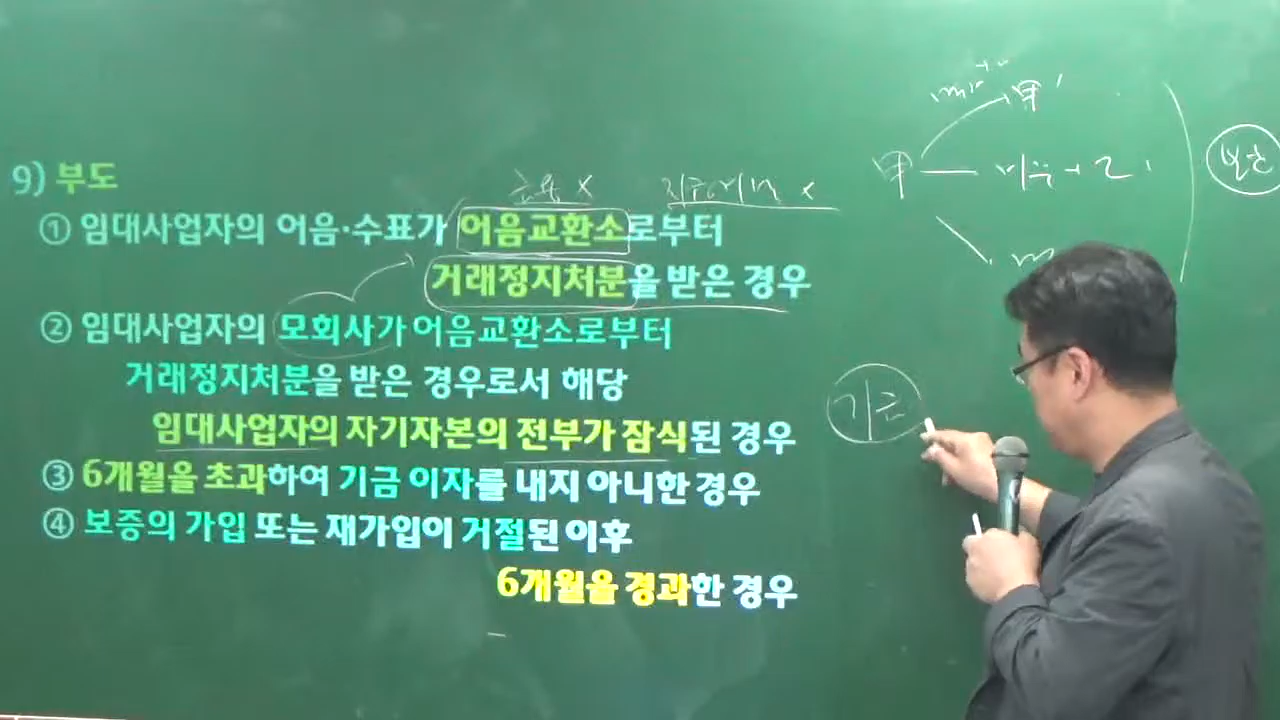 9) 부도
① 임대사업자의 어음·수표가 어음교환소로부터
거래정지처분을 받은 경우
② 임대사업자의 모회사가 어음교환소로부터
거래정지처분을 받은 경우로서 해당
임대사업자의 자기자본의 전부가 잠식된 경우
③ 6개월을 초과하여 기금 이자를 내지 아니한 경우
④ 보증의 가입 또는 재가입이 거절된 이후
6개월을 경과한 경우
甲
甲
기금